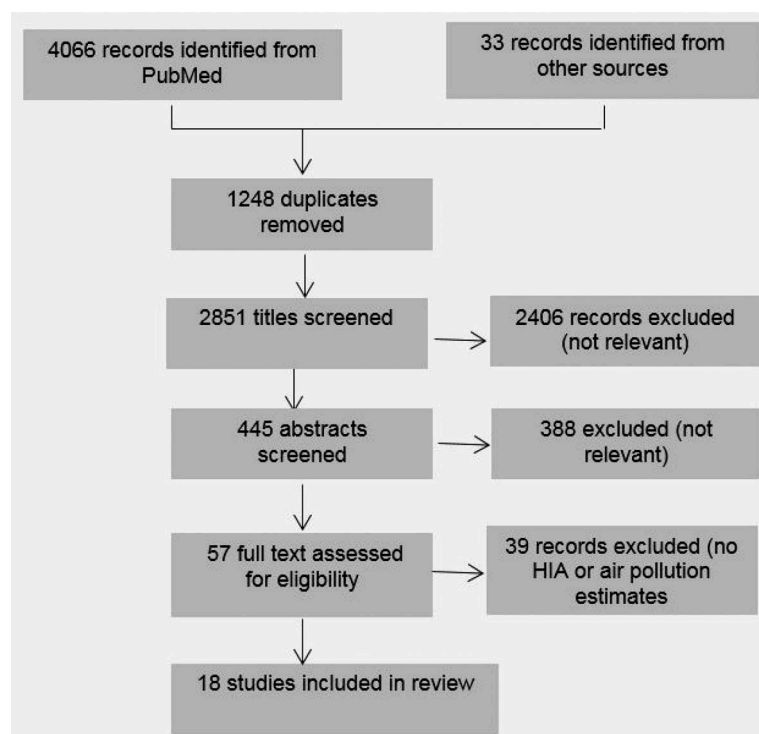 4066 records identified from
PubMed
33 records identified from
other sources
1248 duplicates
removed
2851 titles screened
2406 records excluded
(not relevant)
445 abstracts
screened
388 excluded (not
relevant)
57 full text assessed
for eligibility
39 records excluded (no
HIA or air pollution
estimates
18 studies included in review